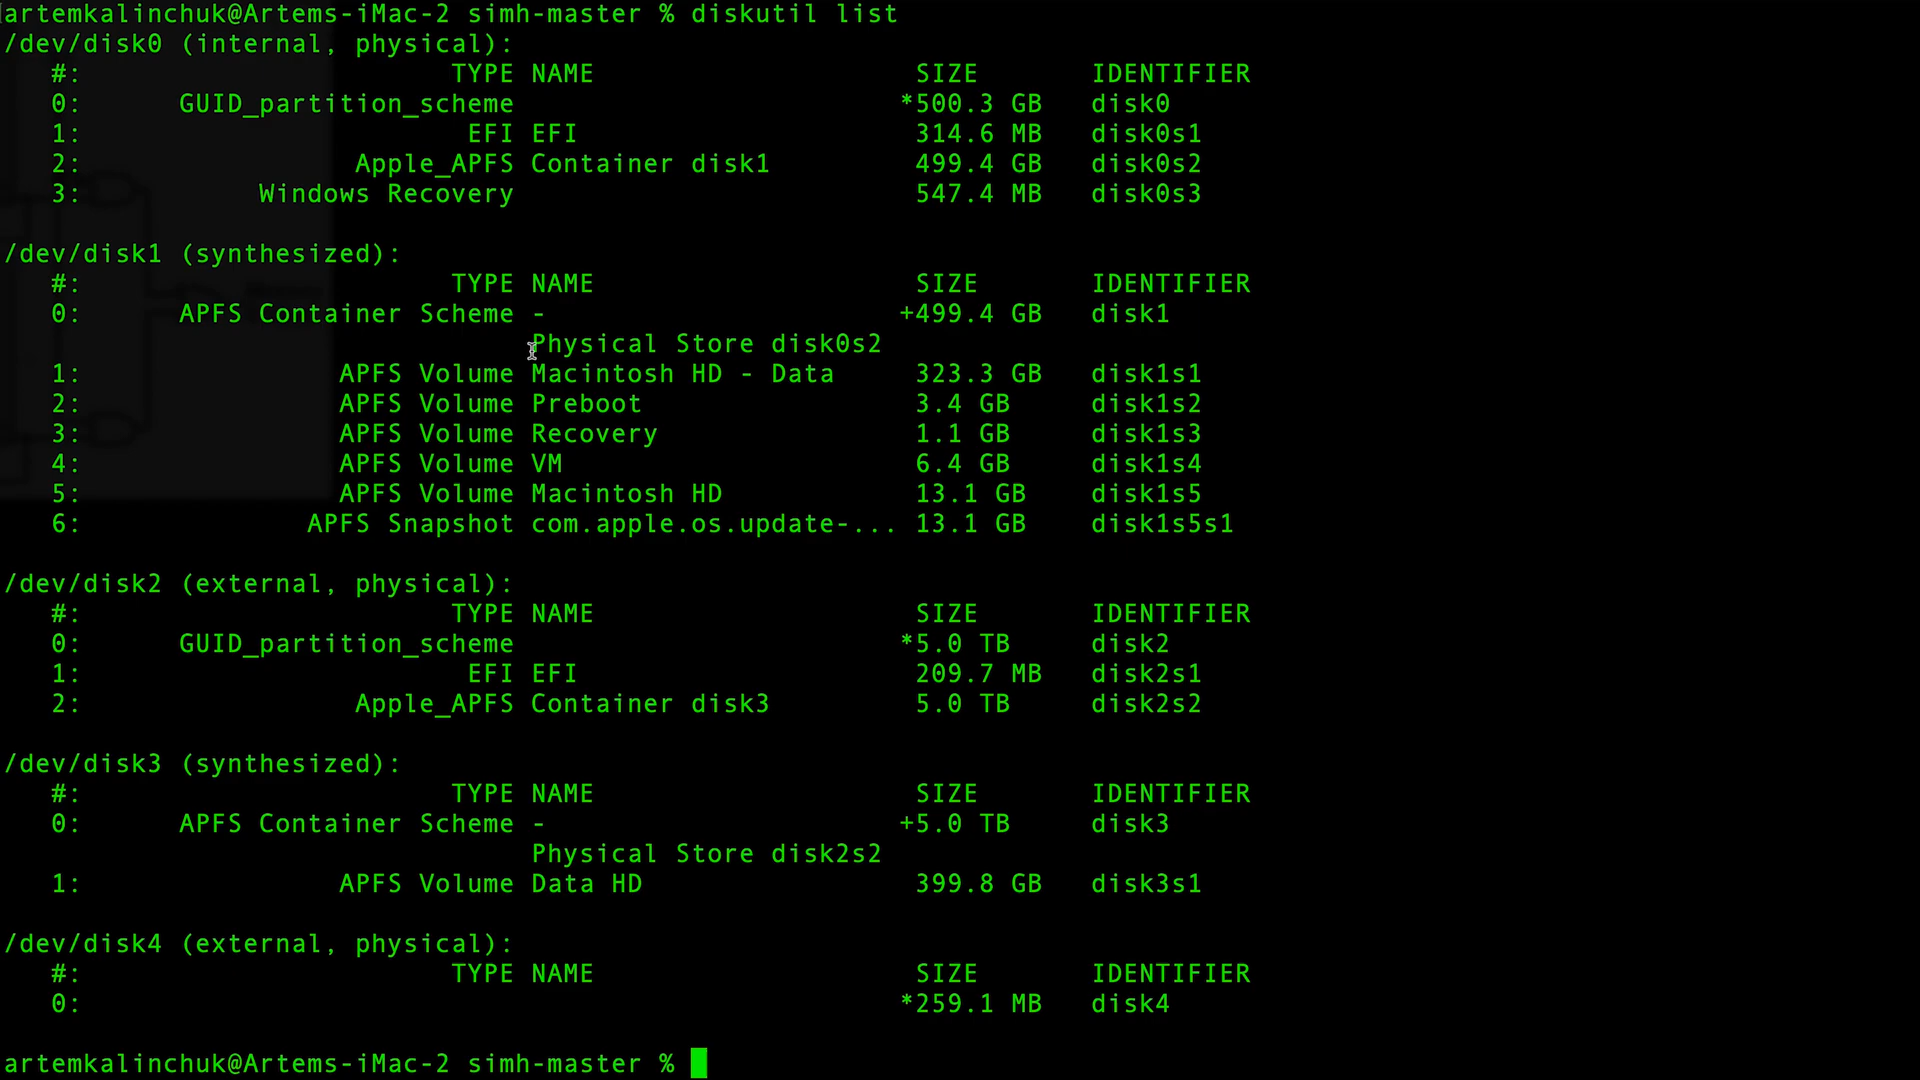 artemkalinchuk@Artems-iMac-2 simh-master % diskutil list
/dev/disk0 (internal, physical):
#: TYPE NAME SIZE IDENTIFIER
0: GUID_partition_scheme *500.3 GB disk0
1: EFI EFI 314.6 MB disk0s1
2: Apple_APFS Container disk1 499.4 GB disk0s2
3: Windows Recovery 547.4 MB disk0s3
/dev/disk1 (synthesized):
#: TYPE NAME SIZE IDENTIFIER
0: APFS Container Scheme - +499.4 GB disk1
Physical Store disk0s2
1: APFS Volume Macintosh HD - Data 323.3 GB disk1s1
2: APFS Volume Preboot 3.4 GB disk1s2
3: APFS Volume Recovery 1.1 GB disk1s3
4: APFS Volume VM 6.4 GB disk1s4
5: APFS Volume Macintosh HD 13.1 GB disk1s5
6: APFS Snapshot com.apple.os.update-... 13.1 GB disk1s5s1
/dev/disk2 (external, physical):
#: TYPE NAME SIZE IDENTIFIER
0: GUID_partition_scheme *5.0 TB disk2
1: EFI EFI 209.7 MB disk2s1
2: Apple_APFS Container disk3 5.0 TB disk2s2
/dev/disk3 (synthesized):
#: TYPE NAME SIZE IDENTIFIER
0: APFS Container Scheme - +5.0 TB disk3
Physical Store disk2s2
1: APFS Volume Data HD 399.8 GB disk3s1
/dev/disk4 (external, physical):
#: TYPE NAME SIZE IDENTIFIER
0: *259.1 MB disk4
artemkalinchuk@Artems-iMac-2 simh-master %